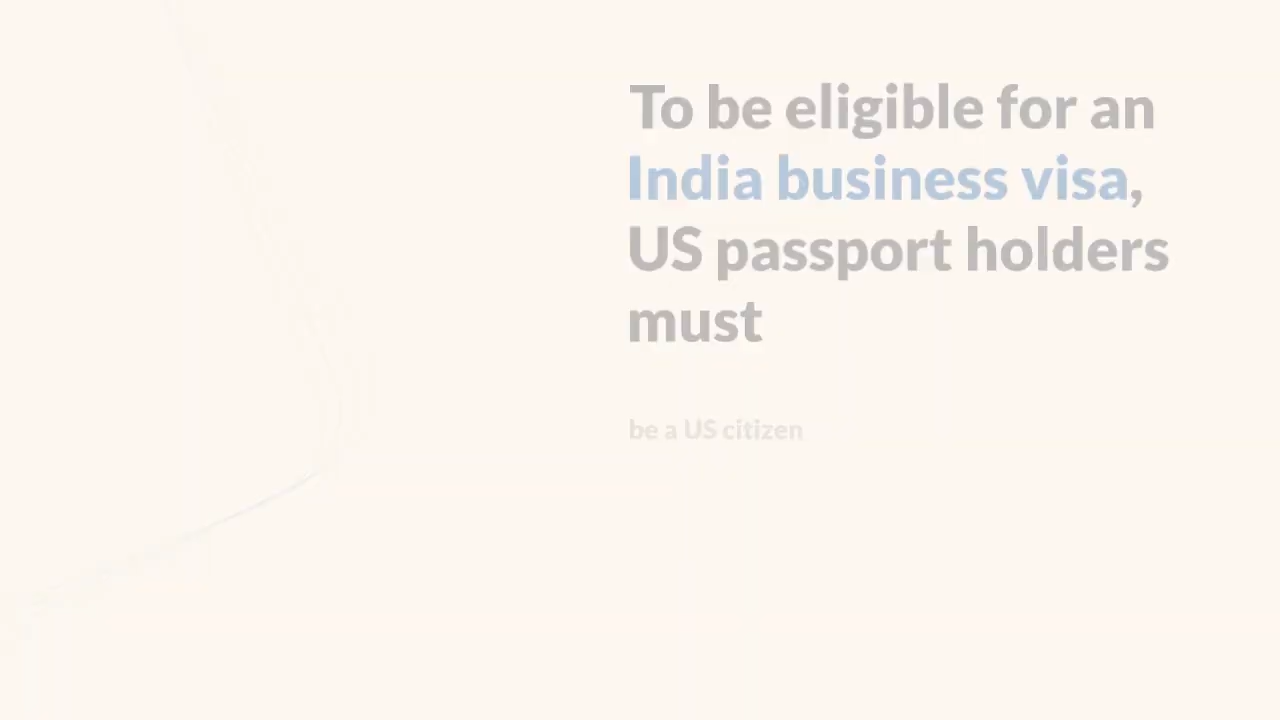 To be eligible for an
India business visa,
US passport holders
must
be a US citizen